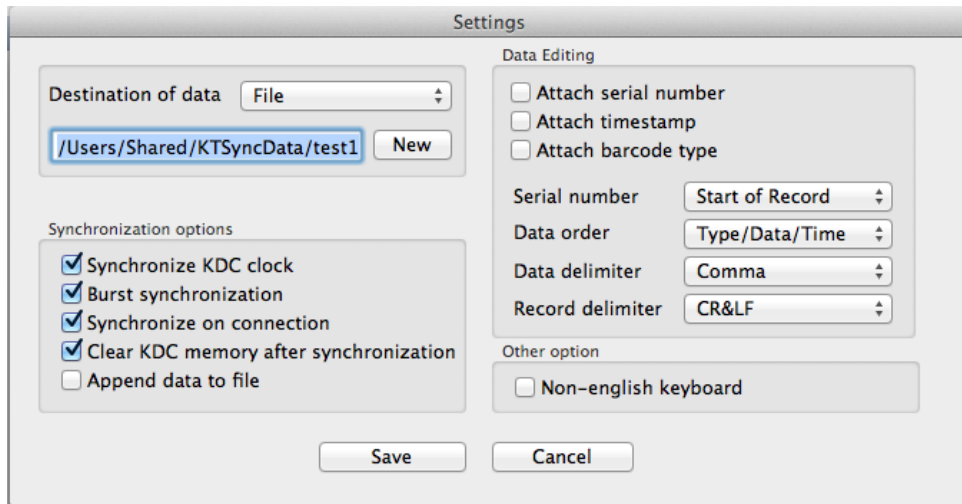 Settings
Destination of data File
/Users/Shared/KTSyncData/test1 New
Synchronization options
Synchronize KDC clock
Burst synchronization
Synchronize on connection
Clear KDC memory after synchronization
Append data to file
Data Editing
Attach serial number
Attach timestamp
Attach barcode type
Serial number Start of Record
Data order Type/Data/Time
Data delimiter Comma
Record delimiter CR&LF
Other option
Non-english keyboard
Save Cancel